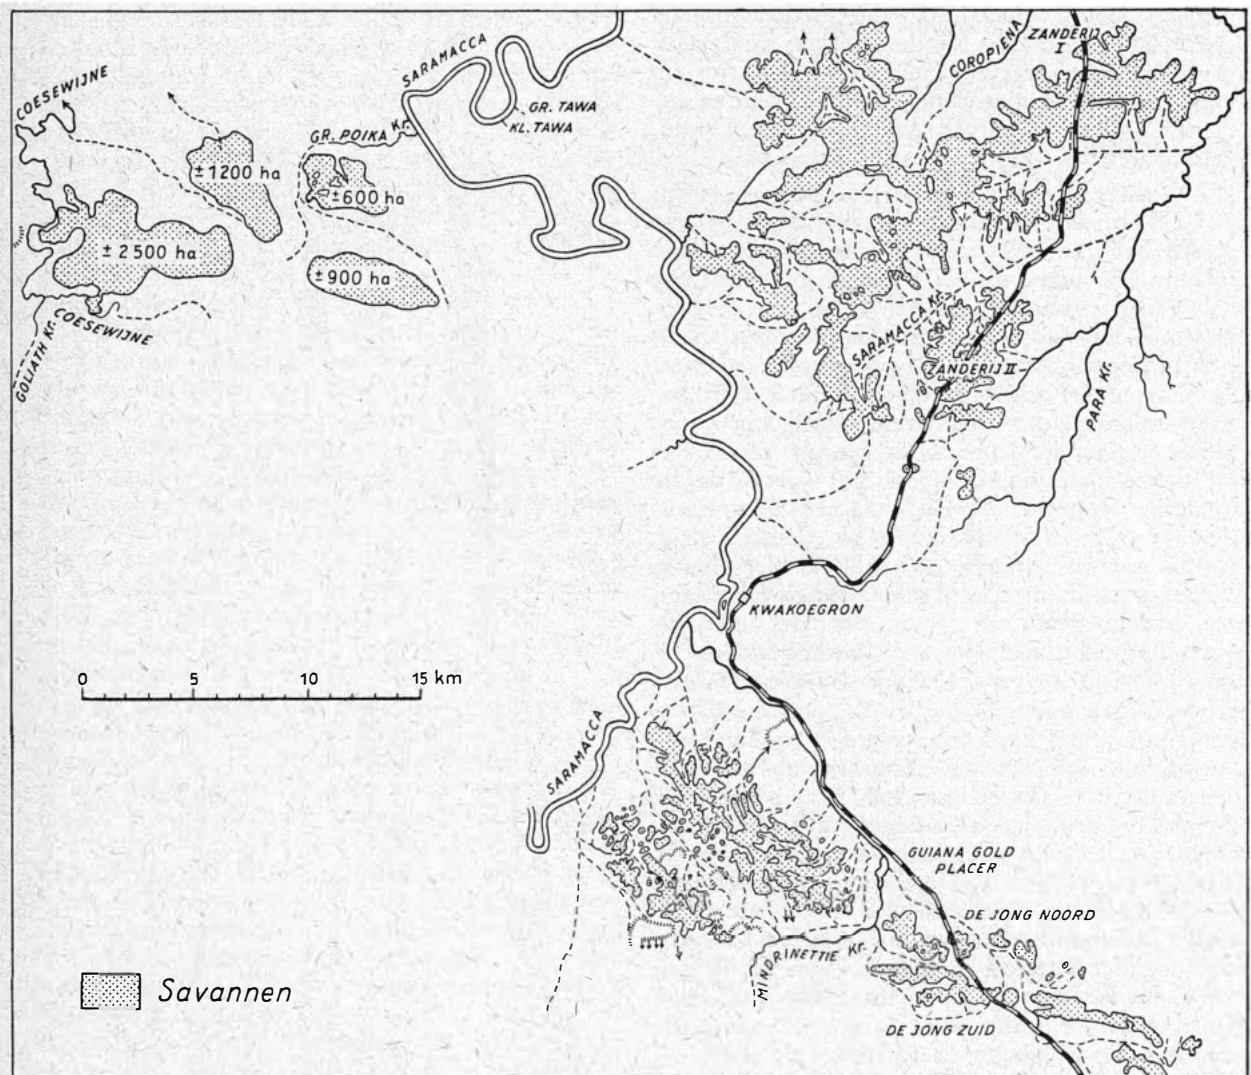 ZANDERIJ
I
COROPIENA
SARAMACCA
COESEWIJNE
GR. TAWA
KL. TAWA
GR. POIKA Kr.
±1200 ha
±600 ha
±2500 ha
±900 ha
COESEWIJNE
GOLIATH Kr.
SARAMACCA Kr.
ZANDERIJ II
PARA Kr.
KWAKOEGRON
0 5 10 15 km
SARAMACCA
GUIANA GOLD
PLACER
DE JONG NOORD
MINDRINETTIE Kr.
Savannen
DE JONG ZUID